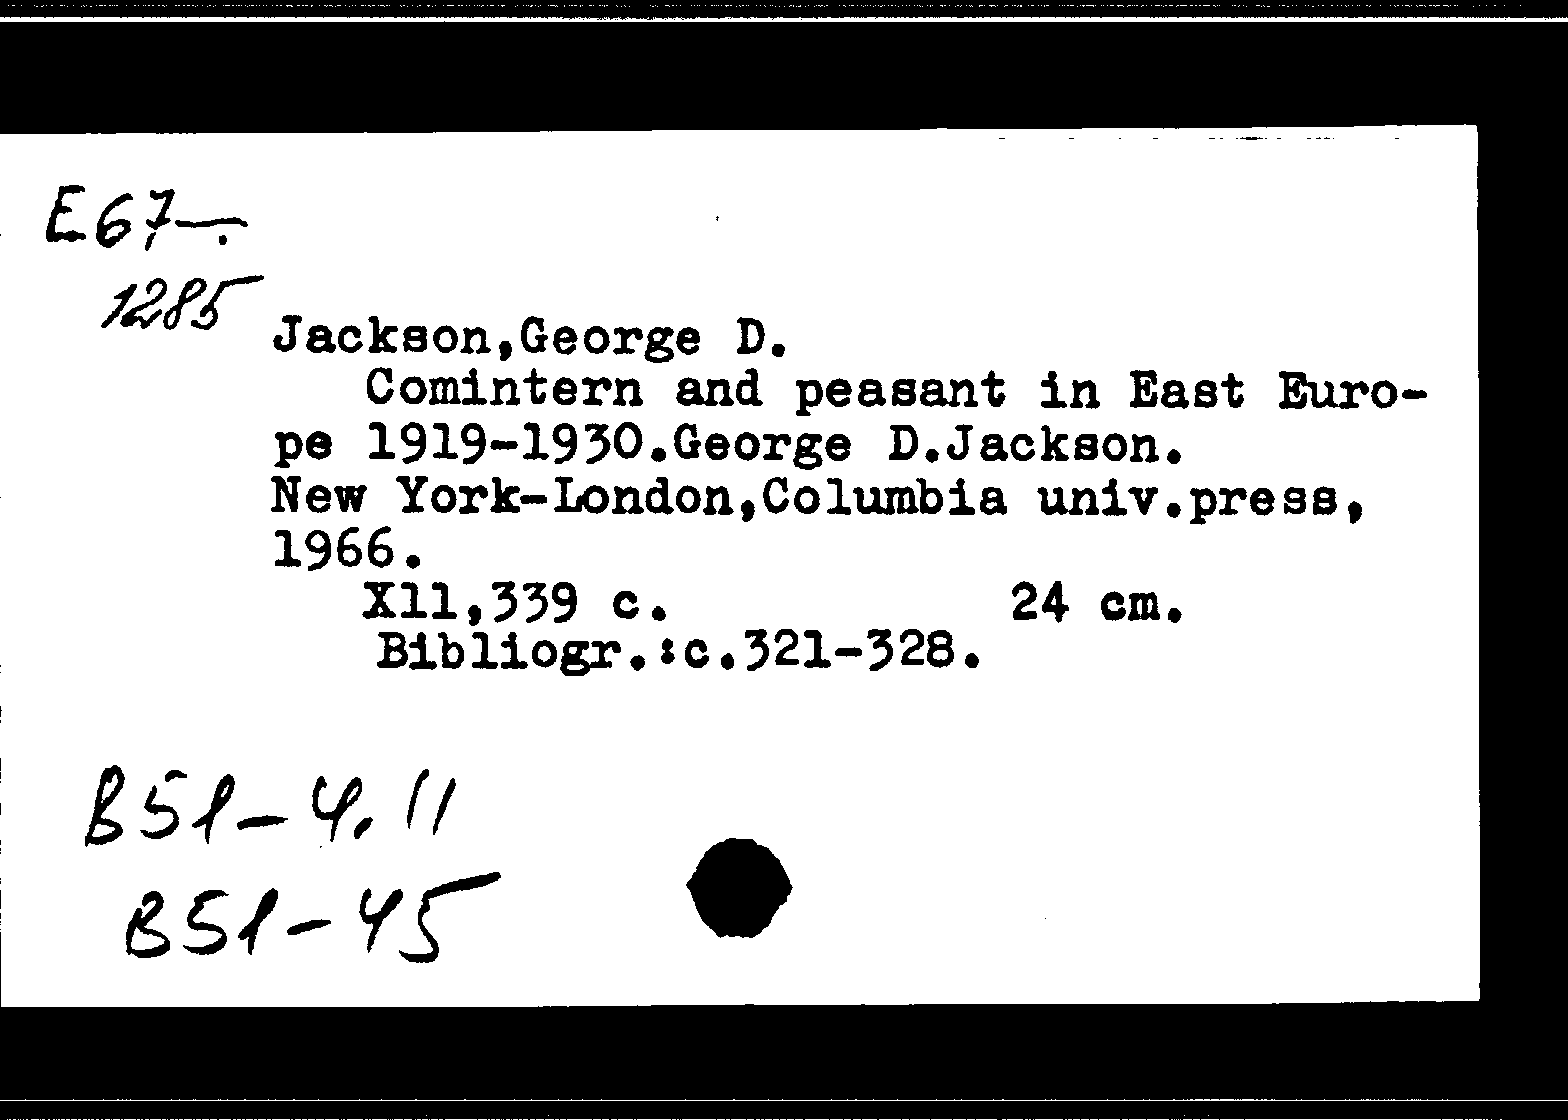 E67-
1285
Jackson,George D.
Comintern and peasant in East Euro-
pe 1919-1930.George D.Jackson.
New York-London,Columbia univ.press,
1966.
X11,339 c. 24 cm.
Bibliogr.:c.321-328.
B51-4.11
B51-45